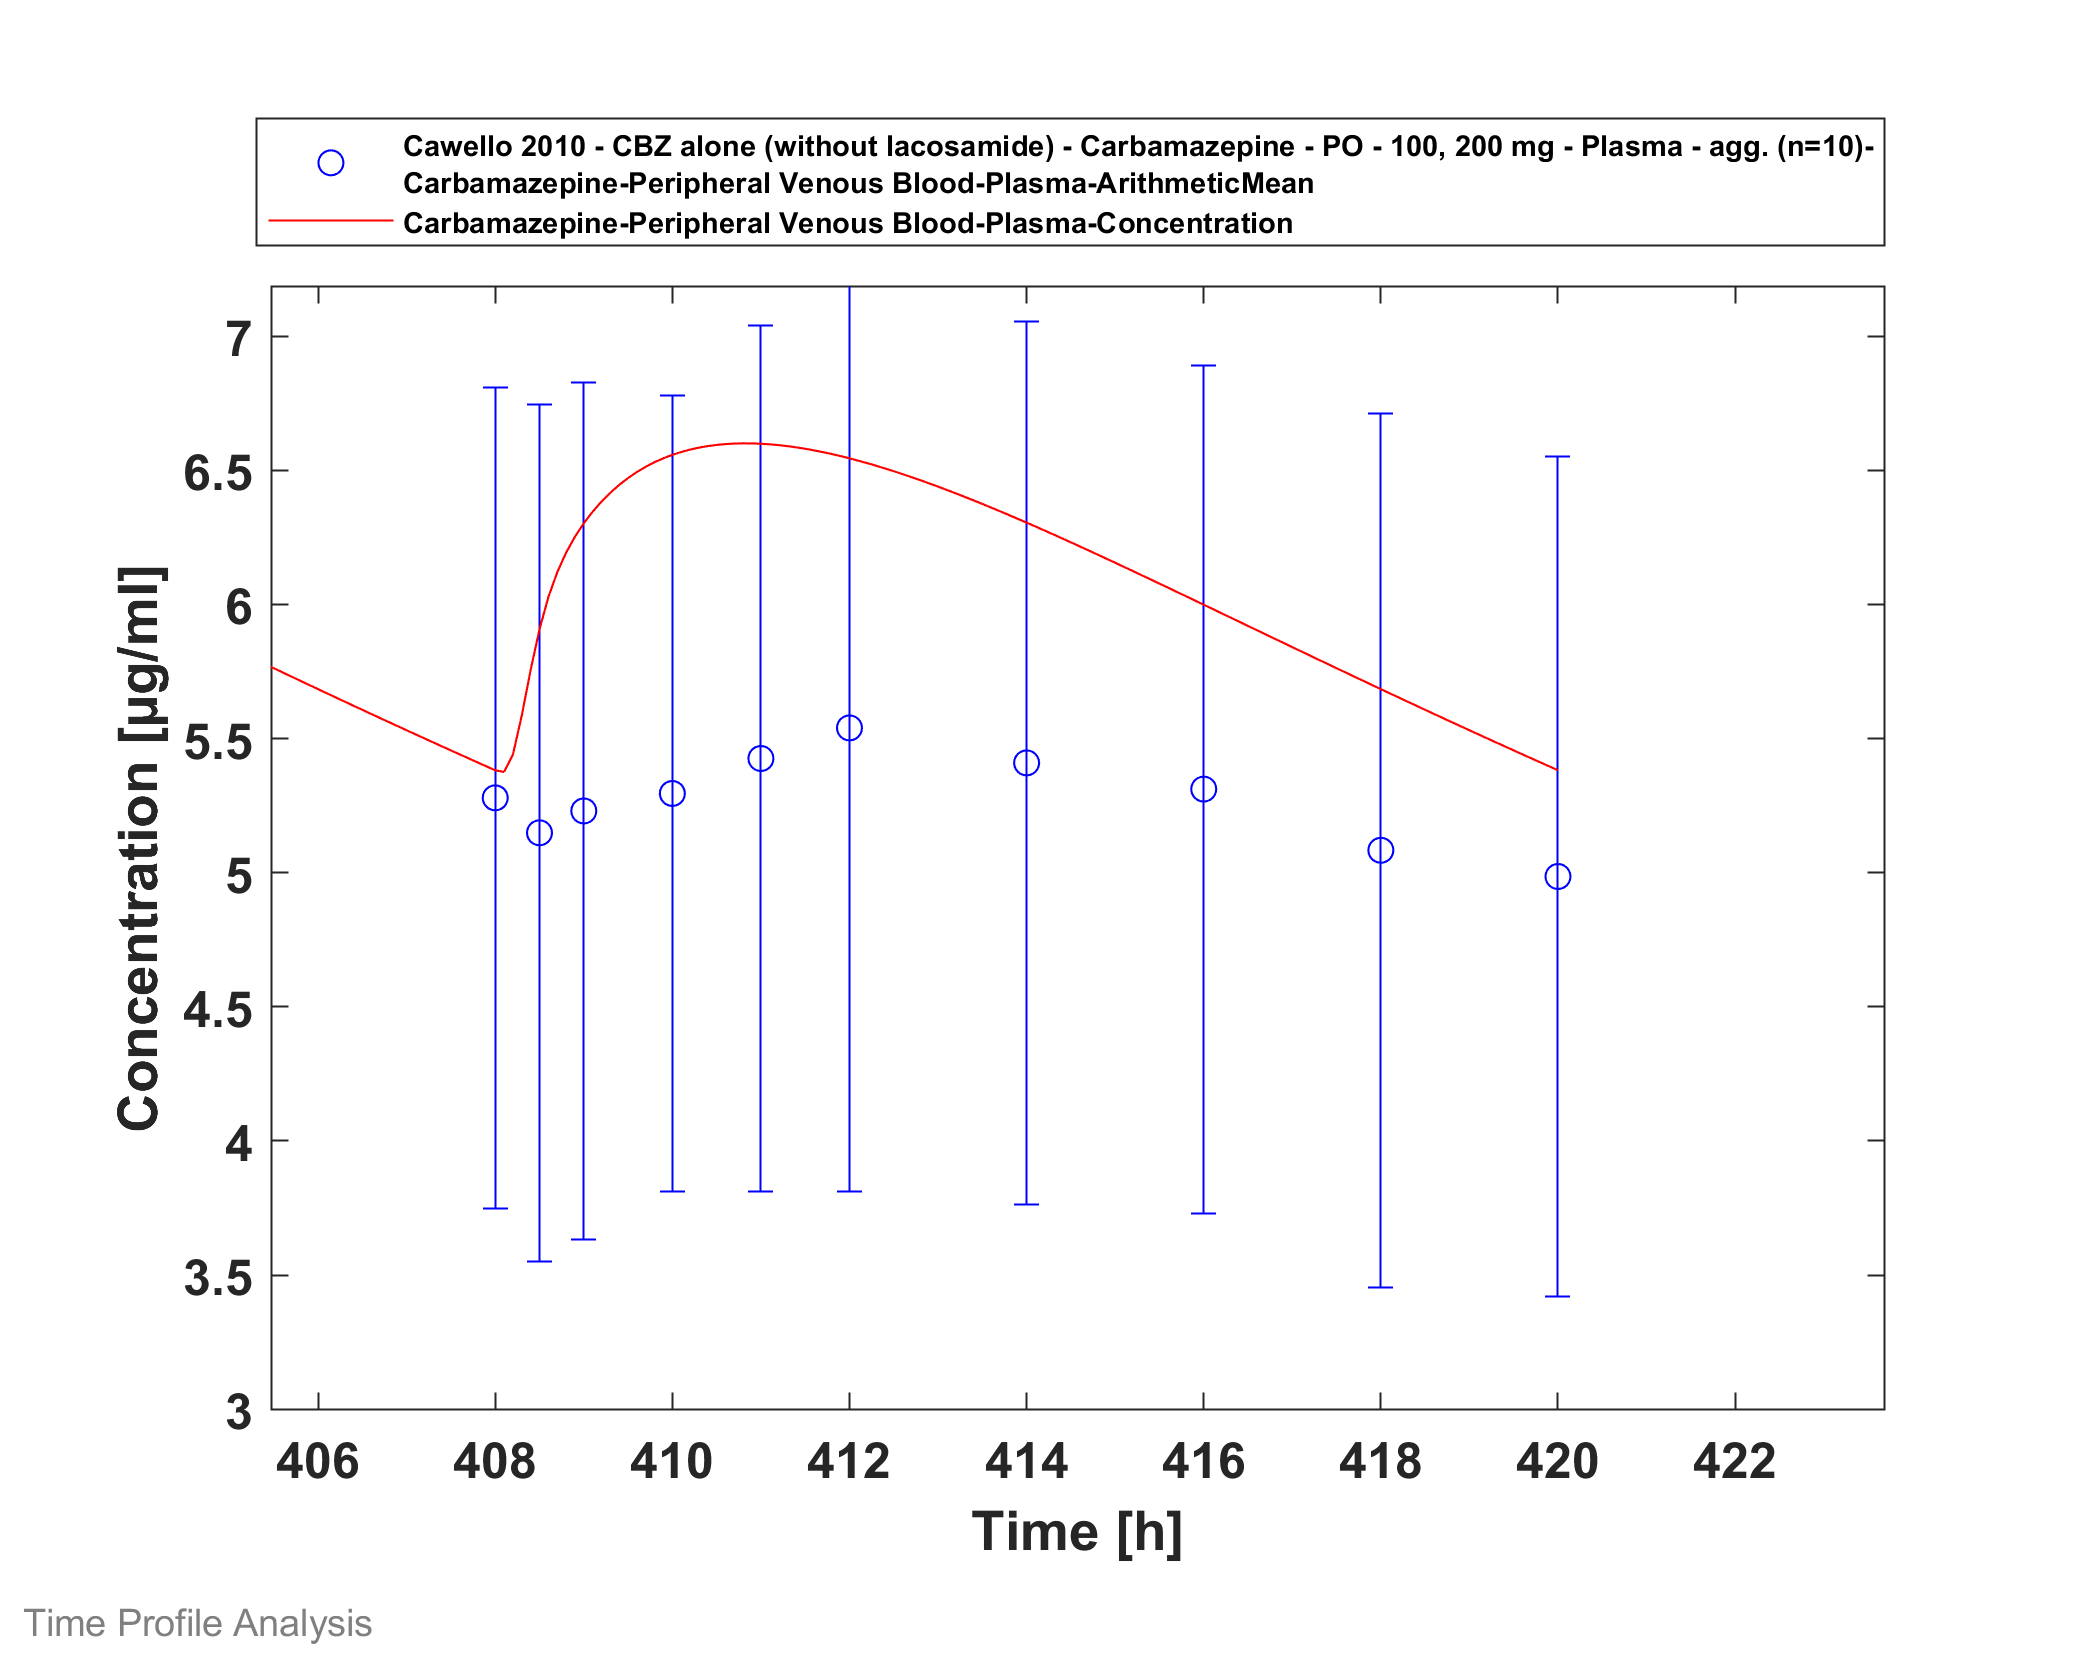 Cawello 2010 - CBZ alone (without lacosamide) - Carbamazepine - PO - 100, 200 mg - Plasma - agg. (n=10)-
Carbamazepine-Peripheral Venous Blood-Plasma-ArithmeticMean
Carbamazepine-Peripheral Venous Blood-Plasma-Concentration
Concentration [µg/ml]
7
6.5
6
5.5
5
4.5
4
3.5
3
406 408 410 412 414 416 418 420 422
Time [h]
Time Profile Analysis